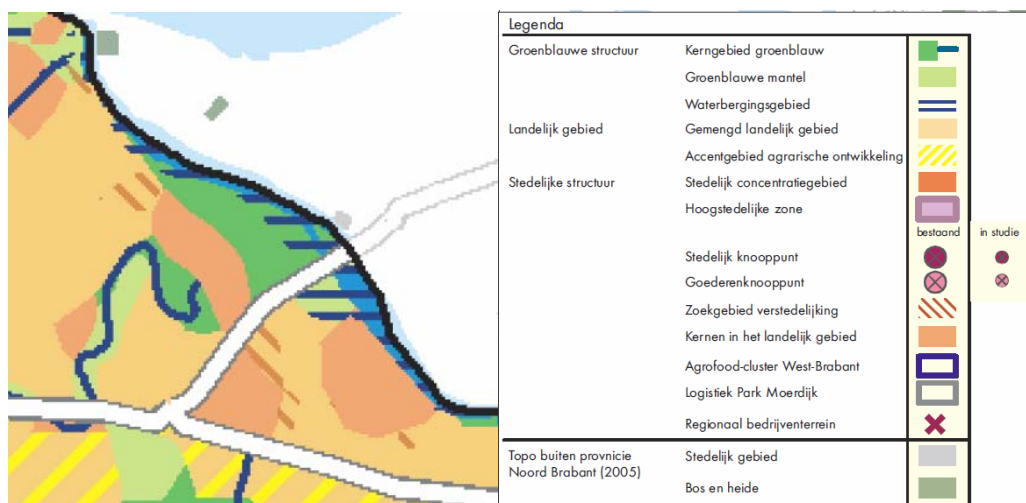 Legenda
Groenblauwe structuur Kerngebied groenblauw
Groenblauwe mantel
Waterbergingsgebied
Landelijk gebied Gemengd landelijk gebied
Accentgebied agrarische ontwikkeling
Stedelijke structuur Stedelijk concentratiegebied
Hoogstedelijke zone
bestaand in studie
Stedelijk knooppunt
Goederenknooppunt
Zoekgebied verstedelijking
Kernen in het landelijk gebied
Agrofood-cluster West-Brabant
Logistiek Park Moerdijk
Regionaal bedrijventerrein
Topo buiten provnicie Stedelijk gebied
Noord Brabant (2005)
Bos en heide